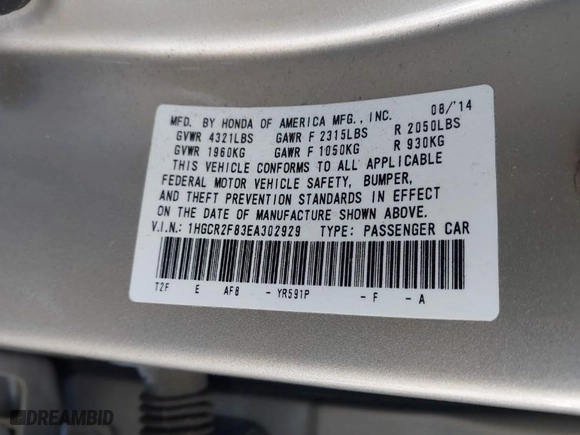 MFD. BY HONDA OF AMERICA MFG., INC. 08/'14
GVWR 4321LBS GAWR F 2315LBS R 2050LBS
GVWR 1960KG GAWR F 1050KG R 930KG
THIS VEHICLE CONFORMS TO ALL APPLICABLE
FEDERAL MOTOR VEHICLE SAFETY, BUMPER,
AND THEFT PREVENTION STANDARDS IN EFFECT
ON THE DATE OF MANUFACTURE SHOWN ABOVE.
V.I.N.: 1HGCR2F83EA302929 TYPE: PASSENGER CAR
T2F E AF8 - YR591P - F - A
DREAMBID